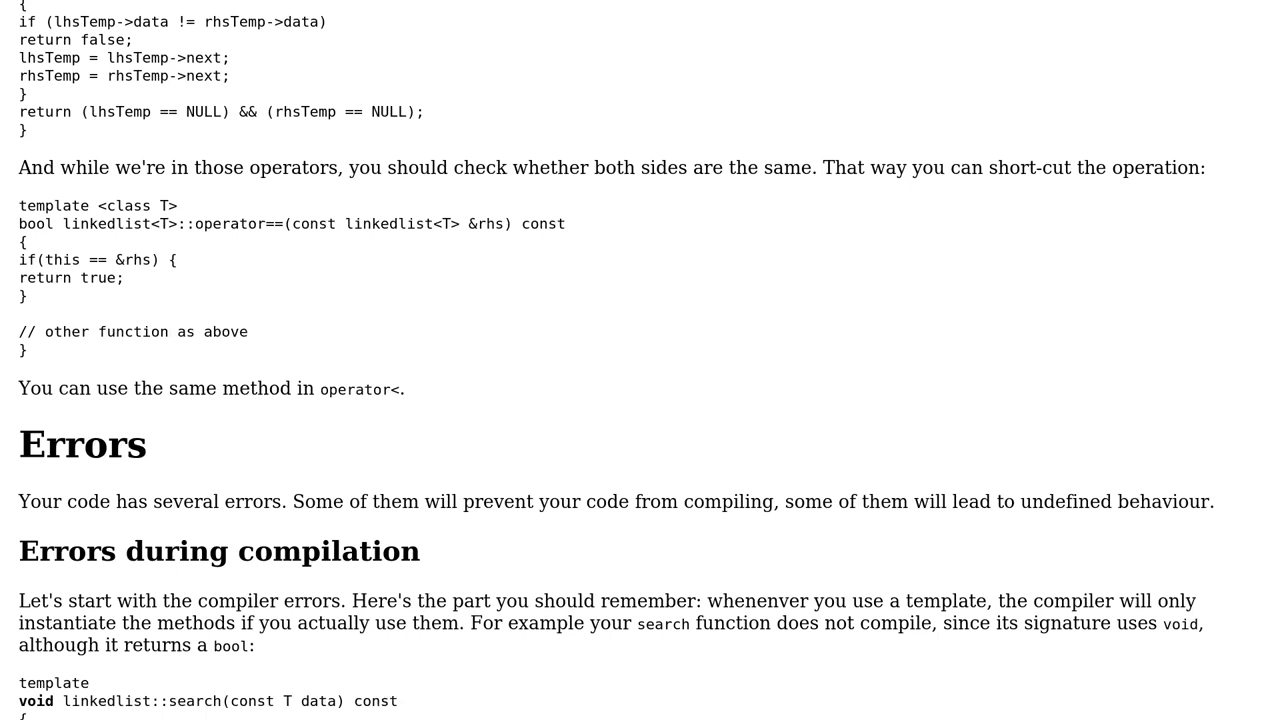 {
if (lhsTemp->data != rhsTemp->data)
return false;
lhsTemp = lhsTemp->next;
rhsTemp = rhsTemp->next;
}
return (lhsTemp == NULL) && (rhsTemp == NULL);
}
And while we're in those operators, you should check whether both sides are the same. That way you can short-cut the operation:
template <class T>
bool linkedlist<T>::operator==(const linkedlist<T> &rhs) const
{
if(this == &rhs) {
return true;
}
// other function as above
}
You can use the same method in operator<.
Errors
Your code has several errors. Some of them will prevent your code from compiling, some of them will lead to undefined behaviour.
Errors during compilation
Let's start with the compiler errors. Here's the part you should remember: whenenver you use a template, the compiler will only
instantiate the methods if you actually use them. For example your search function does not compile, since its signature uses void,
although it returns a bool:
template
void linkedlist::search(const T data) const
{